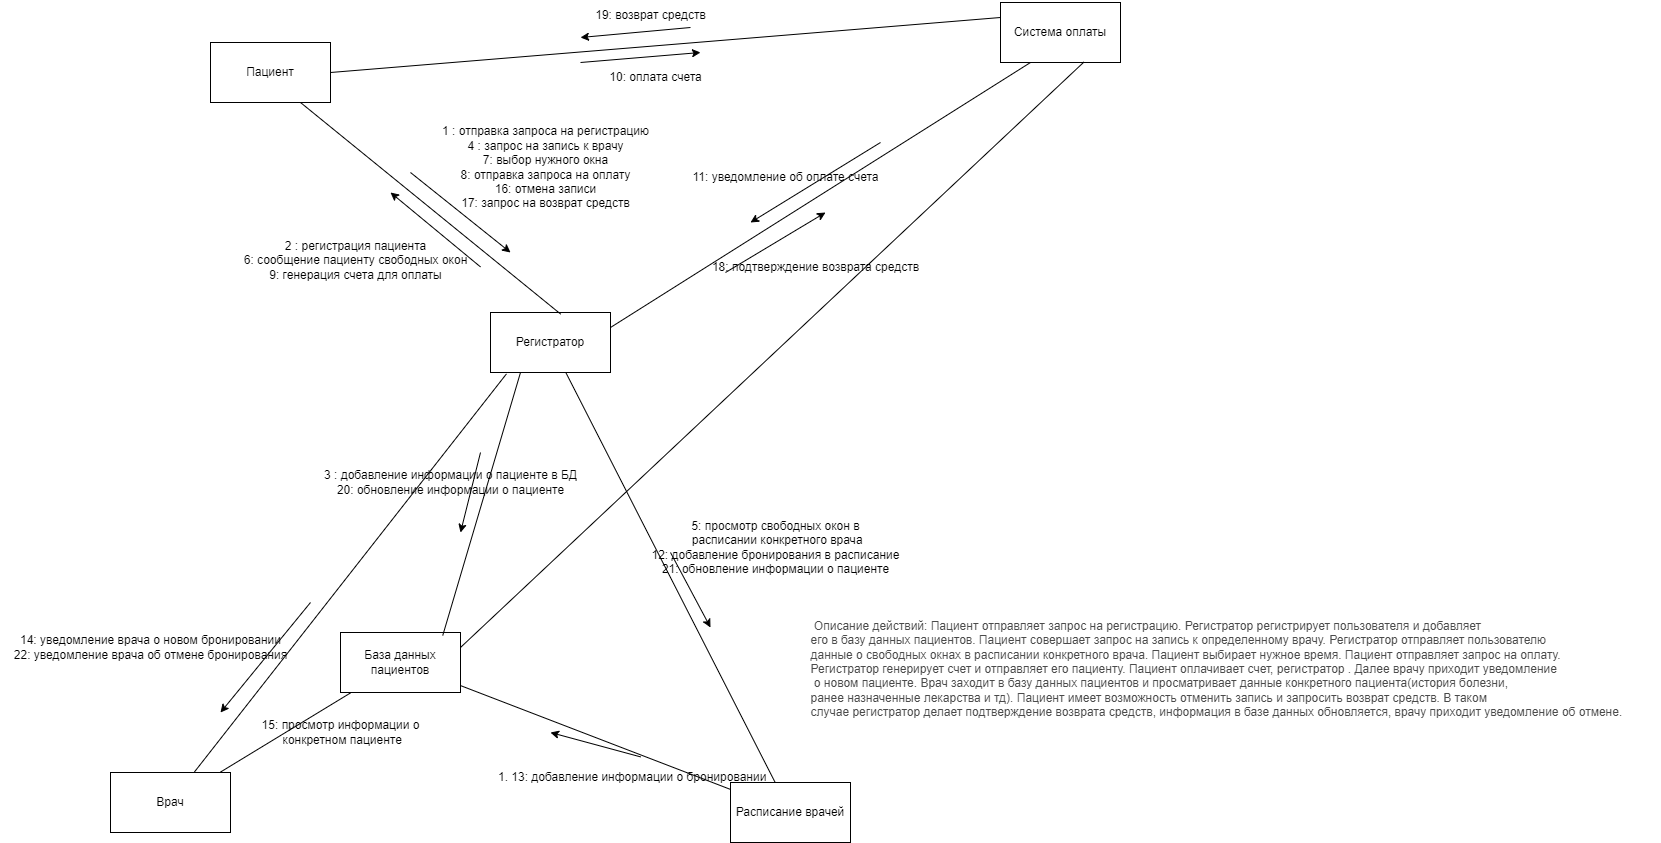 19: возврат средств
Система оплаты
Пациент
10: оплата счета
1 : отправка запроса на регистрацию
4 : запрос на запись к врачу
7: выбор нужного окна
8: отправка запроса на оплату
16: отмена записи
17: запрос на возврат средств
11: уведомление об оплате счета
2 : регистрация пациента
6: сообщение пациенту свободных окон
9: генерация счета для оплаты
18: подтверждение возврата средств
Регистратор
3 : добавление информации о пациенте в БД
20: обновление информации о пациенте
5: просмотр свободных окон в
расписании конкретного врача
12: добавление бронирования в расписание
21: обновление информации о пациенте
14: уведомление врача о новом бронировании
22: уведомление врача об отмене бронирования
База данных
пациентов
Описание действий: Пациент отправляет запрос на регистрацию. Регистратор регистрирует пользователя и добавляет
его в базу данных пациентов. Пациент совершает запрос на запись к определенному врачу. Регистратор отправляет пользователю
данные о свободных окнах в расписании конкретного врача. Пациент выбирает нужное время. Пациент отправляет запрос на оплату.
Регистратор генерирует счет и отправляет его пациенту. Пациент оплачивает счет, регистратор . Далее врачу приходит уведомление
о новом пациенте. Врач заходит в базу данных пациентов и просматривает данные конкретного пациента(история болезни,
ранее назначенные лекарства и тд). Пациент имеет возможность отменить запись и запросить возврат средств. В таком
случае регистратор делает подтверждение возврата средств, информация в базе данных обновляется, врачу приходит уведомление об отмене.
15: просмотр информации о
конкретном пациенте
1. 13: добавление информации о бронировании
Врач
Расписание врачей